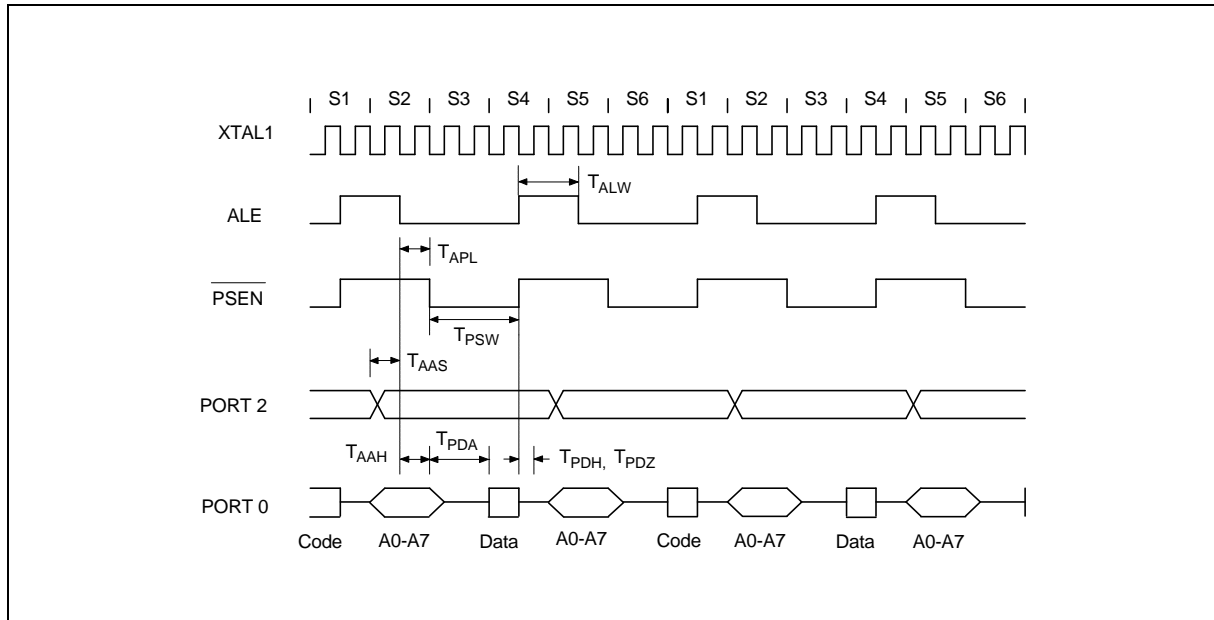 S1 S2 S3 S4 S5 S6 S1 S2 S3 S4 S5 S6
XTAL1
TALW
ALE
TAPL
PSEN
TPSW
TAAS
PORT 2
TAAH TPDA TPDH, TPDZ
PORT 0
Code A0-A7 Data A0-A7 Code A0-A7 Data A0-A7